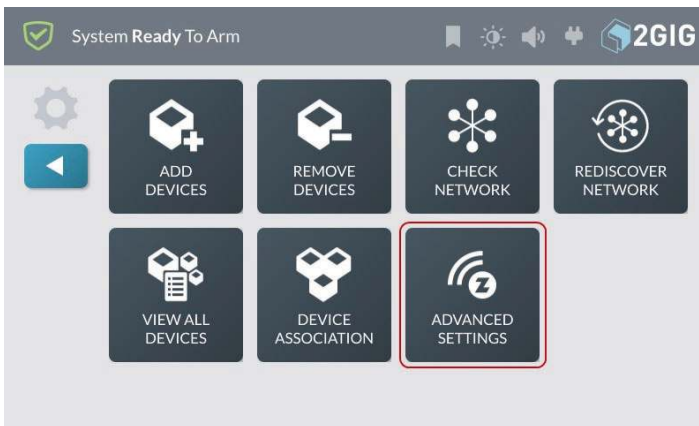 System Ready To Arm
2GIG
ADD
DEVICES
REMOVE
DEVICES
CHECK
NETWORK
REDISCOVER
NETWORK
VIEW ALL
DEVICES
DEVICE
ASSOCIATION
Z
ADVANCED
SETTINGS